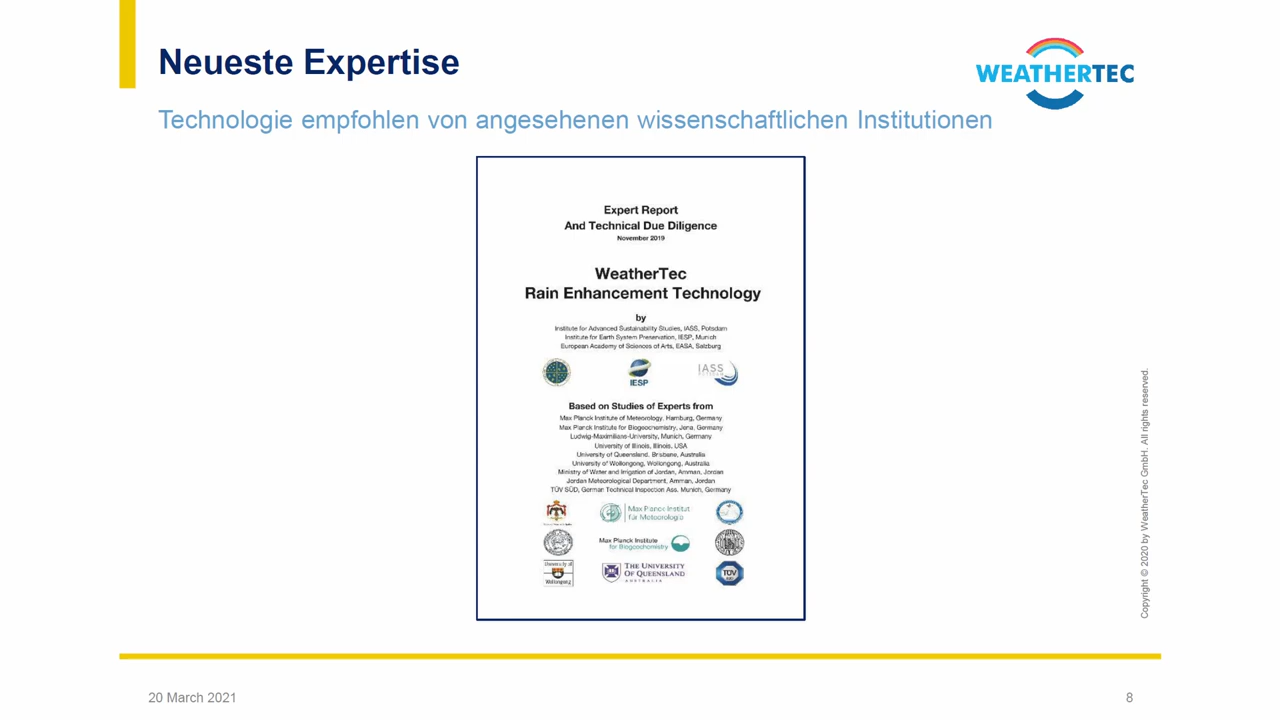 Neueste Expertise
WEATHERTEC
Technologie empfohlen von angesehenen wissenschaftlichen Institutionen
Expert Report
And Technical Due Diligence
November 2019
WeatherTec
Rain Enhancement Technology
by
Institute for Advanced Sustainability Studies, IASS, Potsdam
Institute for Earth System Preservation, IESP, Munich
European Academy of Sciences of Arts, EASA, Salzburg
IESP
IASS
Based on Studies of Experts from
Max Planck Institute of Meteorology, Hamburg, Germany
Max Planck Institute for Biogeochemistry, Jena, Germany
Ludwig-Maximilians-University, Munich, Germany
University of Illinois, Illinois, USA
University of Queensland, Brisbane, Australia
University of Wollongong, Wollongong, Australia
Ministry of Water and Irrigation of Jordan, Amman, Jordan
Jordan Meteorological Department, Amman, Jordan
TÜV SÜD, German Technical Inspection Ass. Munich, Germany
Max Planck Institut
für Meteorologie
Max Planck Institute
for Biogeochemistry
University of
Wollongong
THE UNIVERSITY
OF QUEENSLAND
AUSTRALIA
TÜV
Copyright © 2020 by WeatherTec GmbH. All rights reserved.
20 March 2021
8